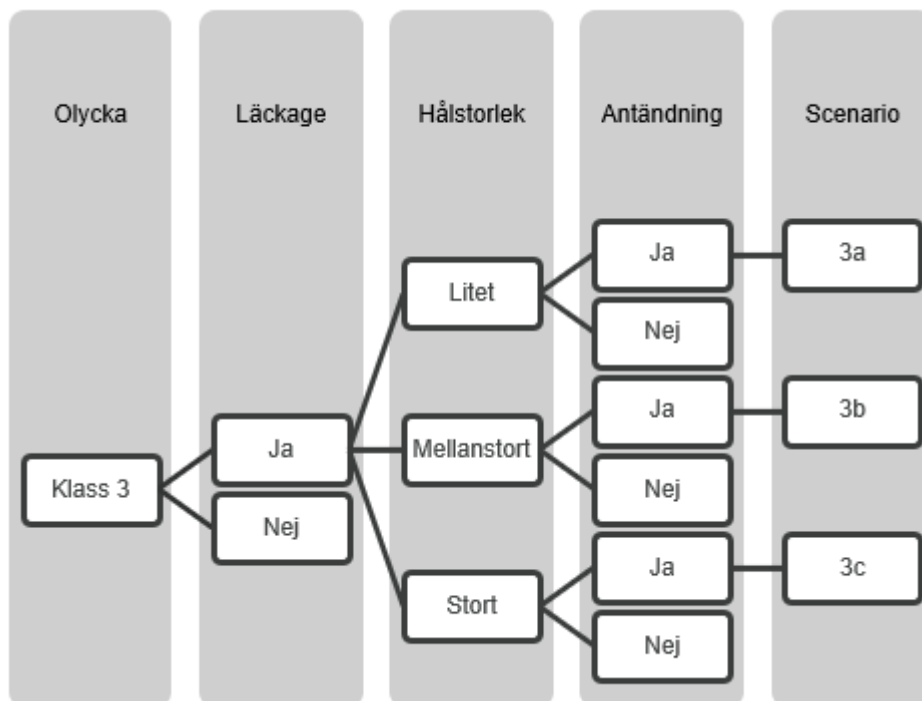 Olycka
Läckage
Hålstorlek
Antändning
Scenario
Ja
3a
Litet
Nej
Ja
3b
Ja
Mellanstort
Klass 3
Nej
Nej
Ja
3c
Stort
Nej